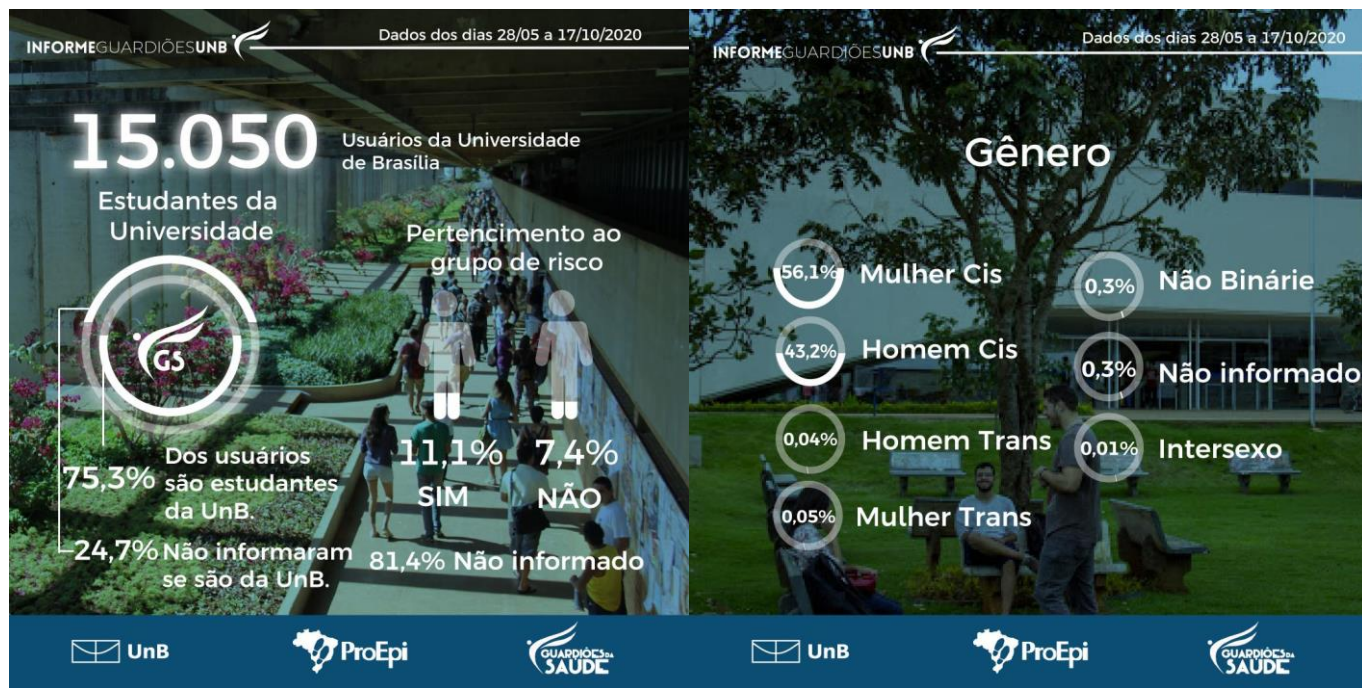 INFORMEGUARDIÕESUNB
Dados dos dias 28/05 a 17/10/2020
15.050
Usuários da Universidade
de Brasília
Estudantes da
Universidade
GS
75,3%
Dos usuários
são estudantes
da UnB.
24,7%
Não informaram
se são da UnB.
Pertencimento ao
grupo de risco
11,1%
SIM
7,4%
NÃO
81,4% Não informado
UnB
ProEpi
GUARDIÕES DA
SAÚDE
INFORMEGUARDIÕESUNB
Dados dos dias 28/05 a 17/10/2020
Gênero
56,1% Mulher Cis
43,2% Homem Cis
0,04% Homem Trans
0,05% Mulher Trans
0,3% Não Binárie
0,3% Não informado
0,01% Intersexo
UnB
ProEpi
GUARDIÕES DA
SAÚDE